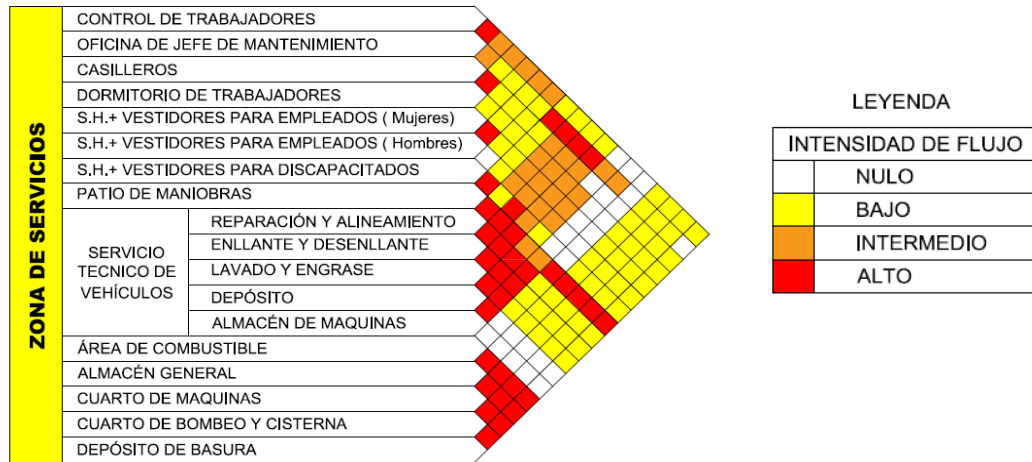 ZONA DE SERVICIOS
CONTROL DE TRABAJADORES
OFICINA DE JEFE DE MANTENIMIENTO
CASILLEROS
DORMITORIO DE TRABAJADORES
S.H.+ VESTIDORES PARA EMPLEADOS ( Mujeres)
S.H.+ VESTIDORES PARA EMPLEADOS ( Hombres)
S.H.+ VESTIDORES PARA DISCAPACITADOS
PATIO DE MANIOBRAS
SERVICIO
TECNICO DE
VEHÍCULOS
REPARACIÓN Y ALINEAMIENTO
ENLLANTE Y DESENLLANTE
LAVADO Y ENGRASE
DEPÓSITO
ALMACÉN DE MAQUINAS
ÁREA DE COMBUSTIBLE
ALMACÉN GENERAL
CUARTO DE MAQUINAS
CUARTO DE BOMBEO Y CISTERNA
DEPÓSITO DE BASURA
LEYENDA
INTENSIDAD DE FLUJO
NULO
BAJO
INTERMEDIO
ALTO